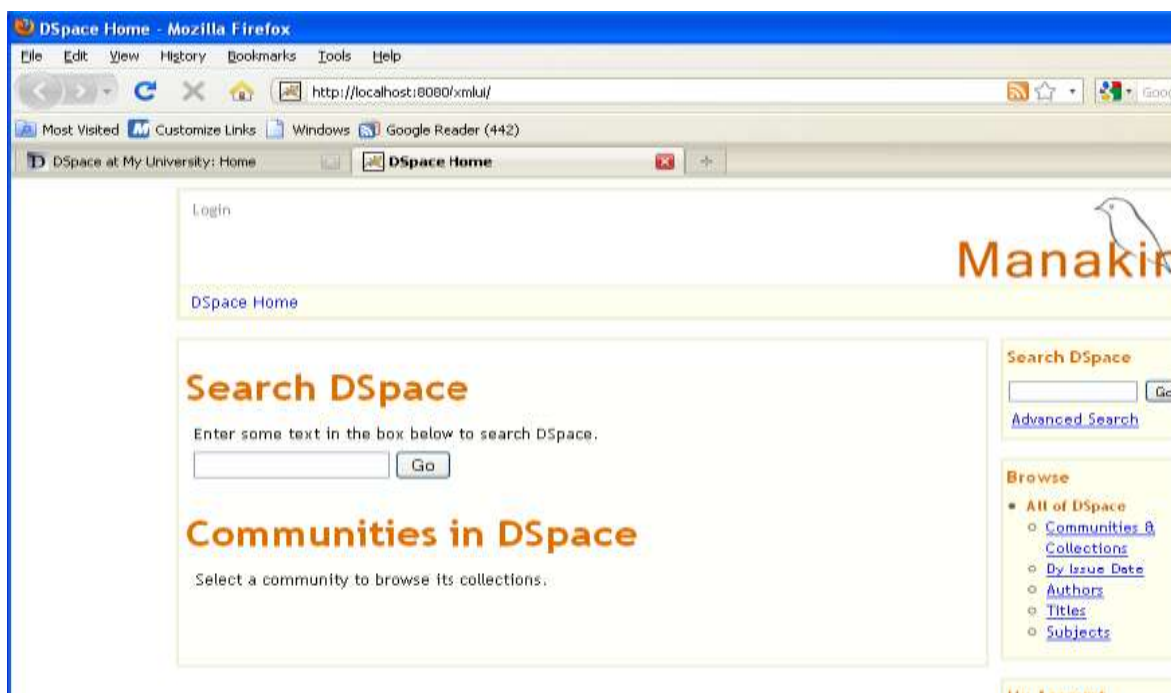 DSpace Home - Mozilla Firefox
File Edit View History Bookmarks Tools Help
http://localhost:8080/xmlui/
Most Visited Customize Links Windows Google Reader (442)
DSpace at My University: Home DSpace Home
Login
Manakin
DSpace Home
Search DSpace
Enter some text in the box below to search DSpace.
Go
Communities in DSpace
Select a community to browse its collections.
Search DSpace
Go
Advanced Search
Browse
All of DSpace
Communities &
Collections
By Issue Date
Authors
Titles
Subjects